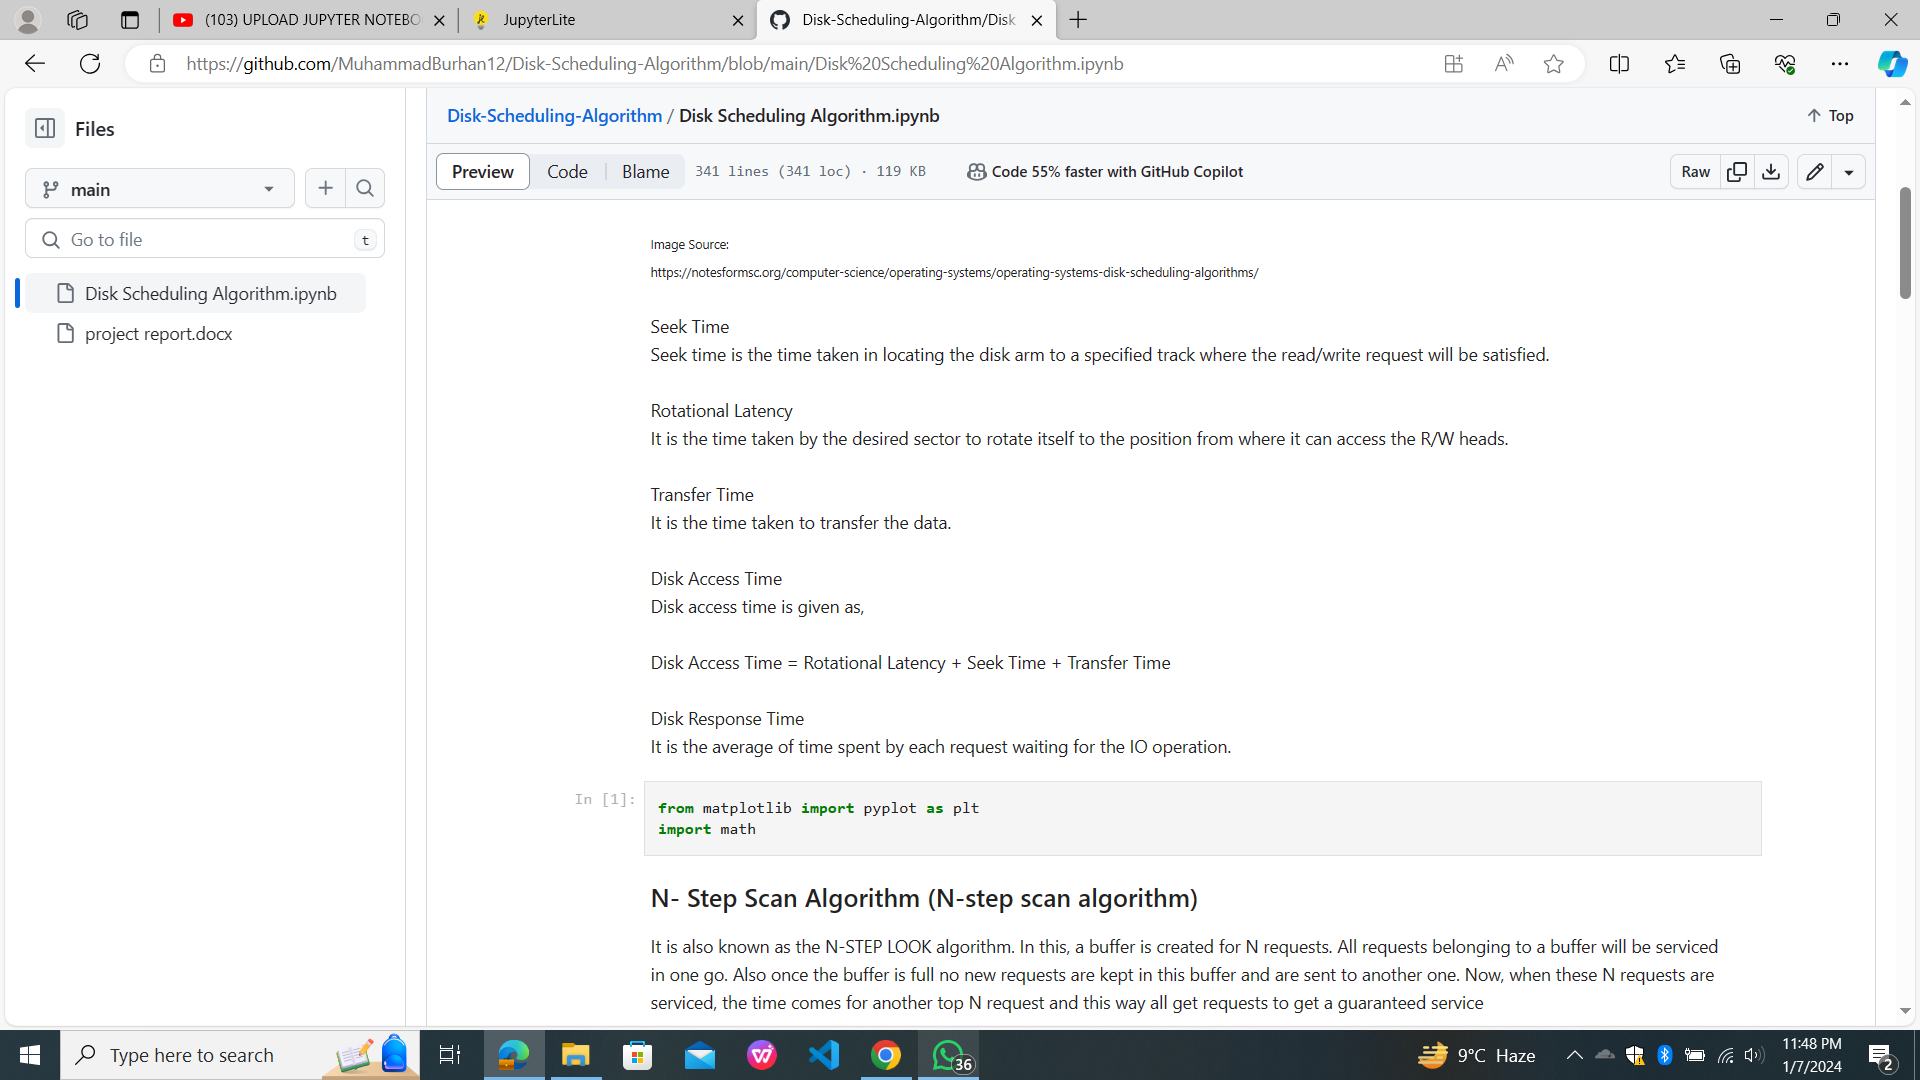 (103) UPLOAD JUPYTER NOTEBO
JupyterLite
Disk-Scheduling-Algorithm/Disk
https://github.com/MuhammadBurhan12/Disk-Scheduling-Algorithm/blob/main/Disk%20Scheduling%20Algorithm.ipynb
Files
main
Go to file
t
Disk Scheduling Algorithm.ipynb
project report.docx
Disk-Scheduling-Algorithm / Disk Scheduling Algorithm.ipynb
Top
Preview
Code
Blame
341 lines (341 loc) · 119 KB
Code 55% faster with GitHub Copilot
Raw
Image Source:
https://notesformsc.org/computer-science/operating-systems/operating-systems-disk-scheduling-algorithms/
Seek Time
Seek time is the time taken in locating the disk arm to a specified track where the read/write request will be satisfied.
Rotational Latency
It is the time taken by the desired sector to rotate itself to the position from where it can access the R/W heads.
Transfer Time
It is the time taken to transfer the data.
Disk Access Time
Disk access time is given as,
Disk Access Time = Rotational Latency + Seek Time + Transfer Time
Disk Response Time
It is the average of time spent by each request waiting for the IO operation.
In [1]:
from matplotlib import pyplot as plt
import math
N- Step Scan Algorithm (N-step scan algorithm)
It is also known as the N-STEP LOOK algorithm. In this, a buffer is created for N requests. All requests belonging to a buffer will be serviced
in one go. Also once the buffer is full no new requests are kept in this buffer and are sent to another one. Now, when these N requests are
serviced, the time comes for another top N request and this way all get requests to get a guaranteed service
Type here to search
36
9°C Haze
11:48 PM
1/7/2024
2